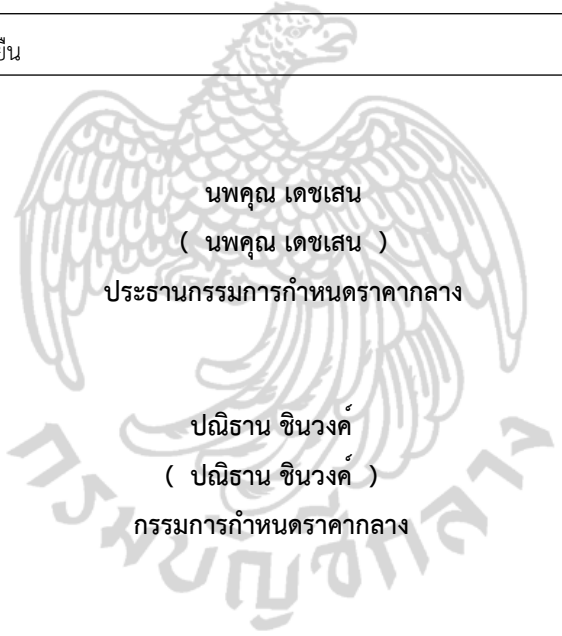 ยืน
นพคุณ เดชเสน
( นพคุณ เดชเสน )
ประธานกรรมการกำหนดราคากลาง
ปณิธาน ชินวงค์
( ปณิธาน ชินวงค์ )
กรรมการกำหนดราคากลาง
กรมบัญชีกลาง